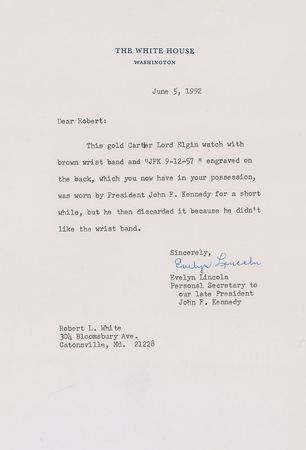 THE WHITE HOUSE
WASHINGTON
June 5, 1992
Dear Robert:
This gold Cartier Lord Elgin watch with
brown wrist band and "JFK 9-12-57 " engraved on
the back, which you now have in your possession,
was worn by President John F. Kennedy for a short
while, but he then discarded it because he didn't
like the wrist band.
Sincerely,
Evelyn Lincoln
Evelyn Lincoln
Personal Secretary to
our late President
John F. Kennedy
Robert L. White
304 Bloomsbury Ave.
Catonsville, Md. 21228